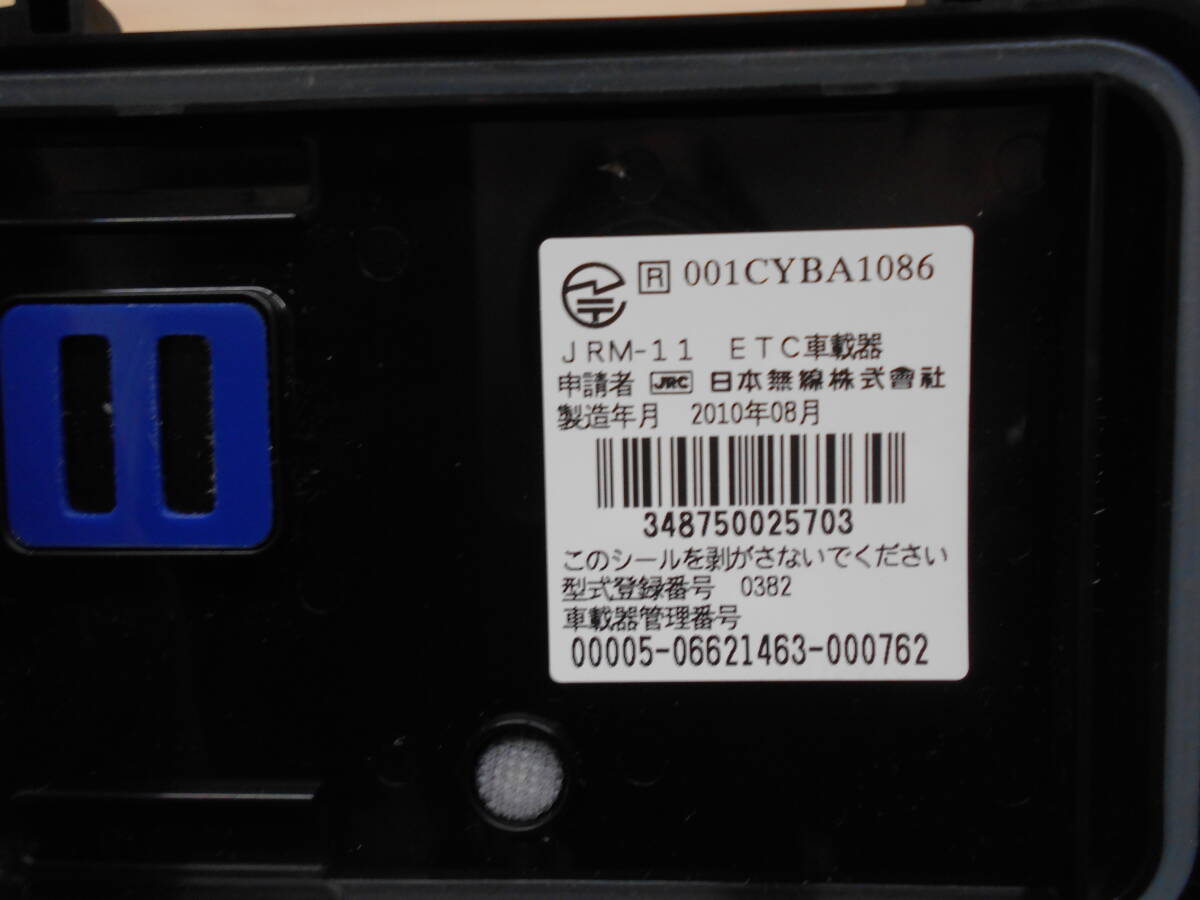 R 001CYBA1086
JRM-11 ETC車載器
申請者 JRC 日本無線株式會社
製造年月 2010年08月
348750025703
このシールを剥がさないでください
型式登録番号 0382
車載器管理番号
00005-06621463-000762